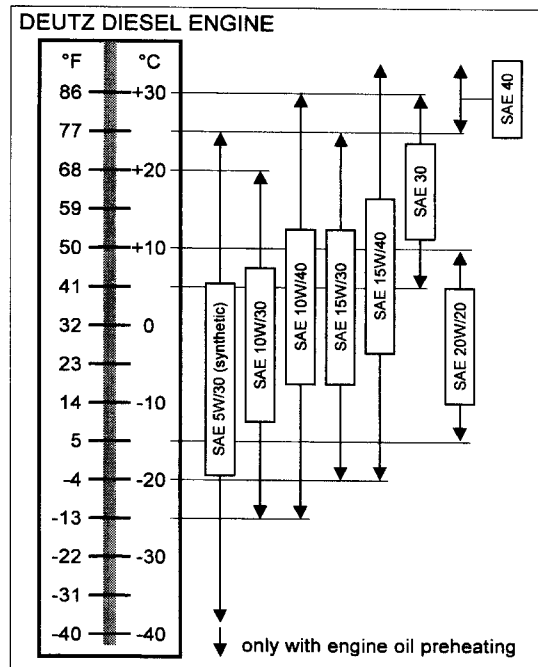 DEUTZ DIESEL ENGINE
°F °C
86 +30
77
68 +20
59
50 +10
41
32 0
23
14 -10
5
-4 -20
-13
-22 -30
-31
-40 -40
SAE 5W/30 (synthetic)
SAE 10W/30
SAE 10W/40
SAE 15W/30
SAE 15W/40
SAE 30
SAE 20W/20
SAE 40
only with engine oil preheating